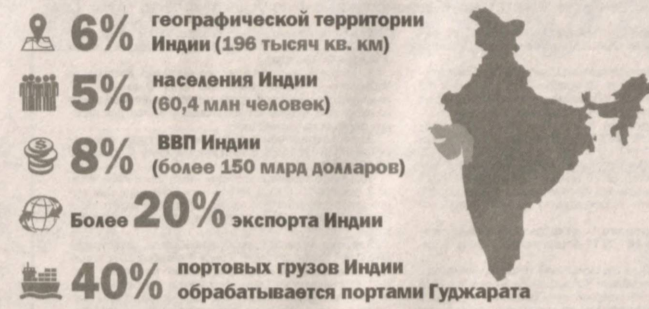 6% географической территории
Индии (196 тысяч кв. км)
5% населения Индии
(60,4 млн человек)
8% ВВП Индии
(более 150 млрд долларов)
Более 20% экспорта Индии
40% портовых грузов Индии
обрабатывается портами Гуджарата